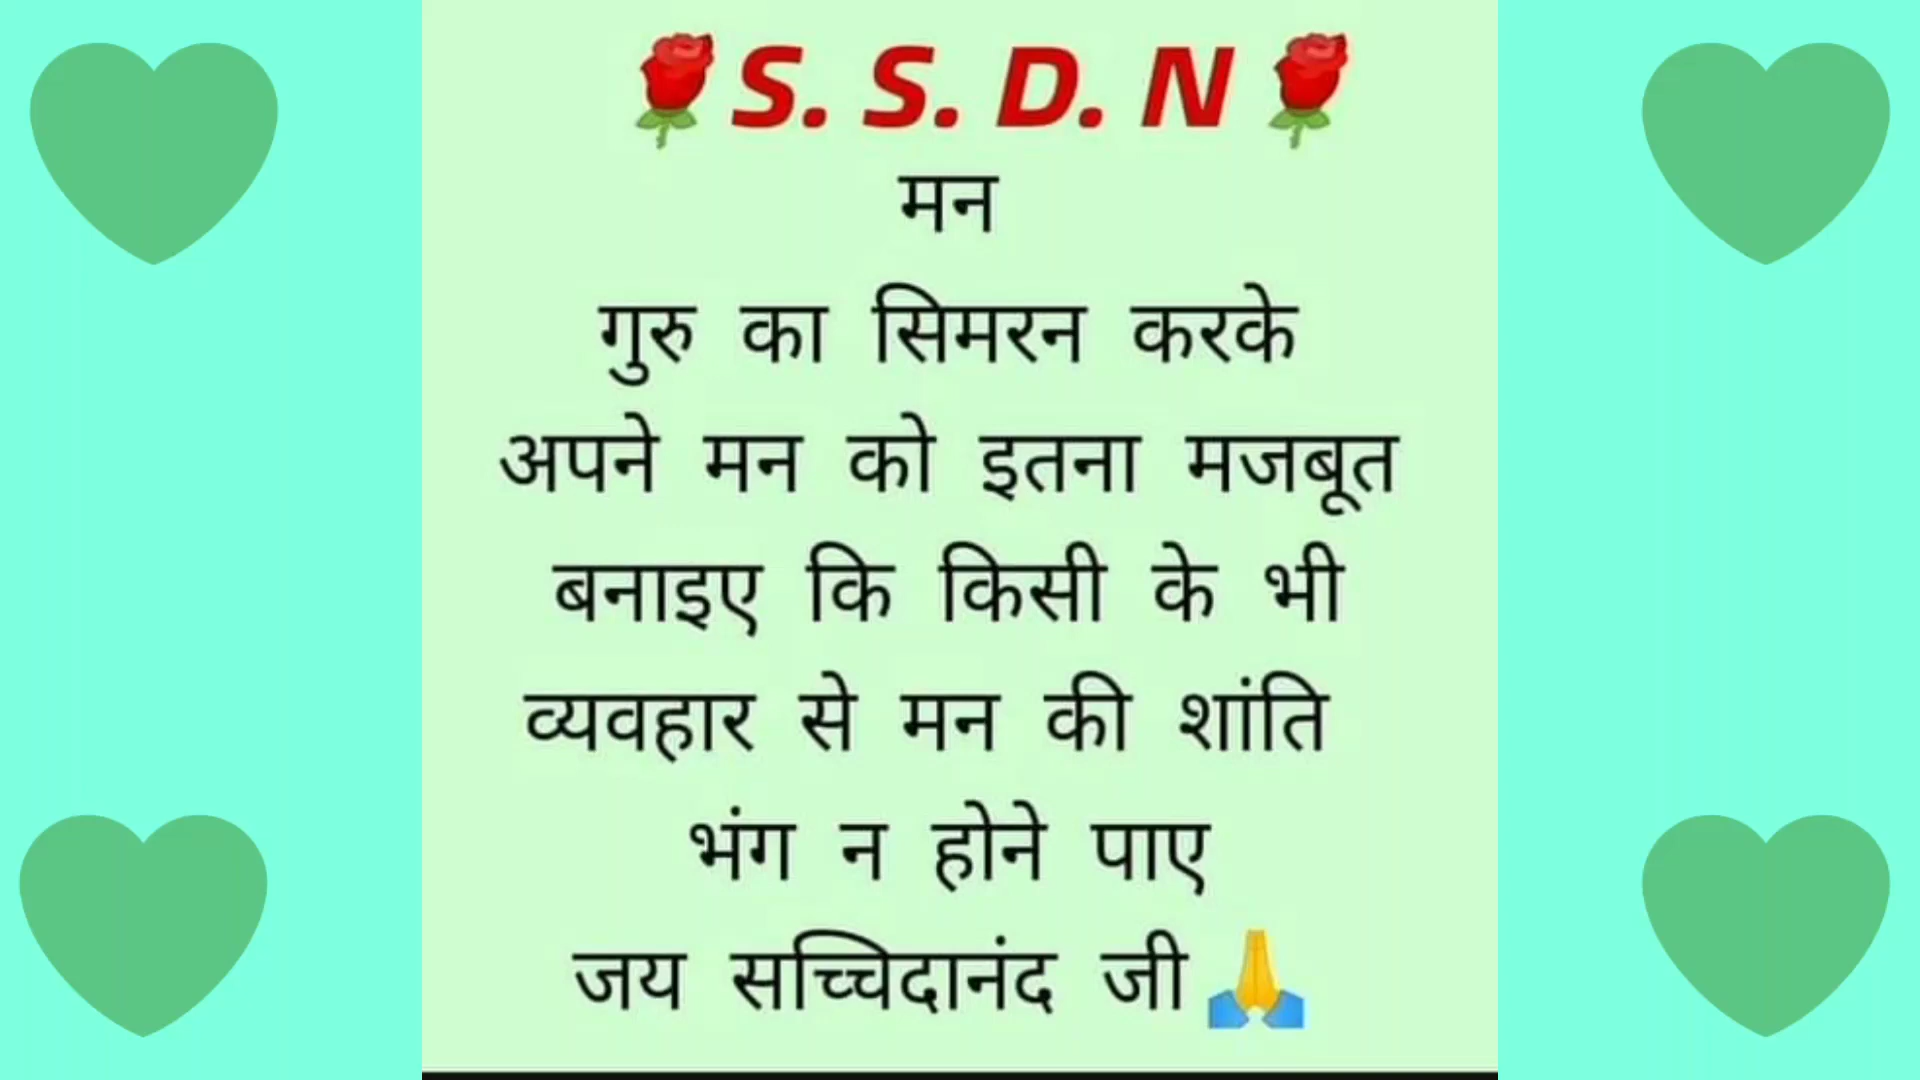 🌹S. S. D. N🌹
मन
गुरु का सिमरन करके
अपने मन को इतना मजबूत
बनाइए कि किसी के भी
व्यवहार से मन की शांति
भंग न होने पाए
जय सच्चिदानंद जी🙏